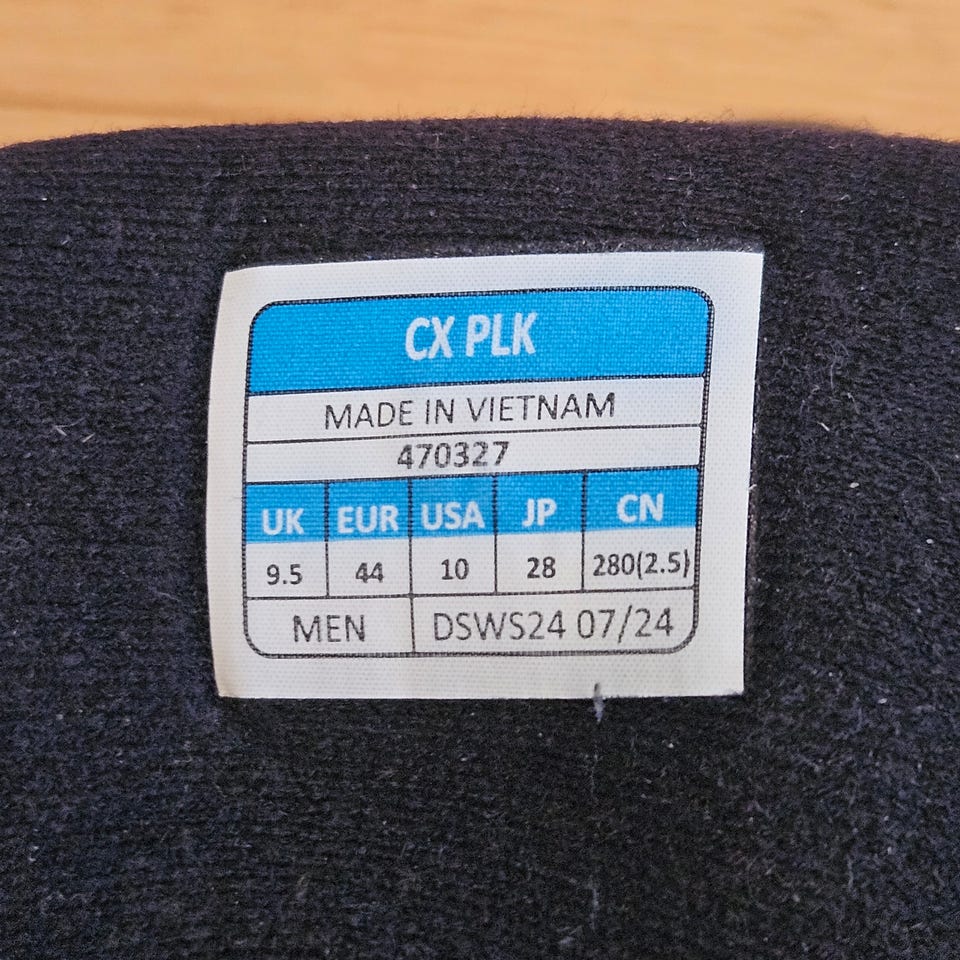 CX PLK
MADE IN VIETNAM
470327
UK EUR USA JP CN
9.5 44 10 28 280(2.5)
MEN DSWS24 07/24